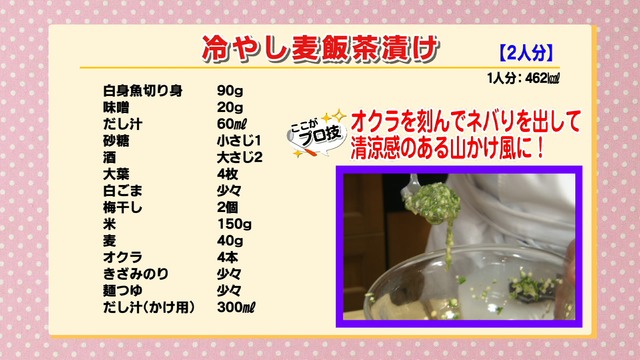 冷やし麦飯茶漬け
【2人分】
1人分：462㎉
白身魚切り身 90g
味噌 20g
だし汁 60㎖
砂糖 小さじ1
酒 大さじ2
大葉 4枚
白ごま 少々
梅干し 2個
米 150g
麦 40g
オクラ 4本
きざみのり 少々
麺つゆ 少々
だし汁（かけ用） 300㎖
ここが
プロ技
オクラを刻んでネバりを出して
清涼感のある山かけ風に！